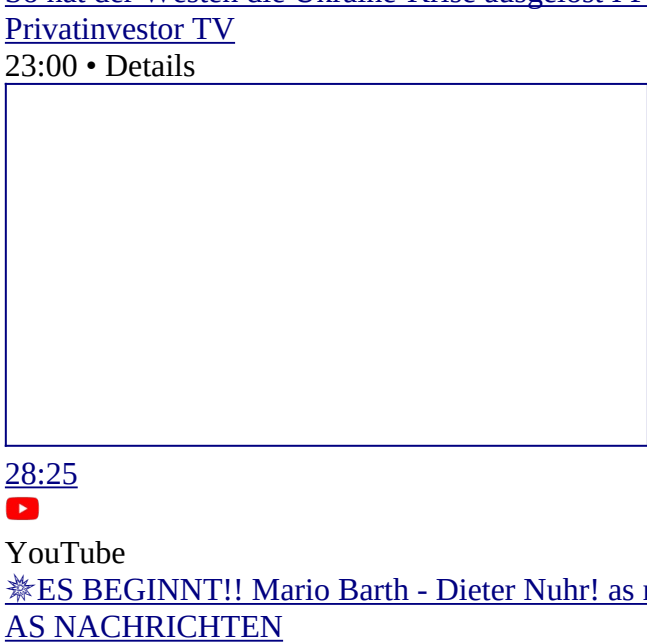 Privatinvestor TV
23:00 • Details
28:25
YouTube
✵ES BEGINNT!! Mario Barth - Dieter Nuhr! as
AS NACHRICHTEN